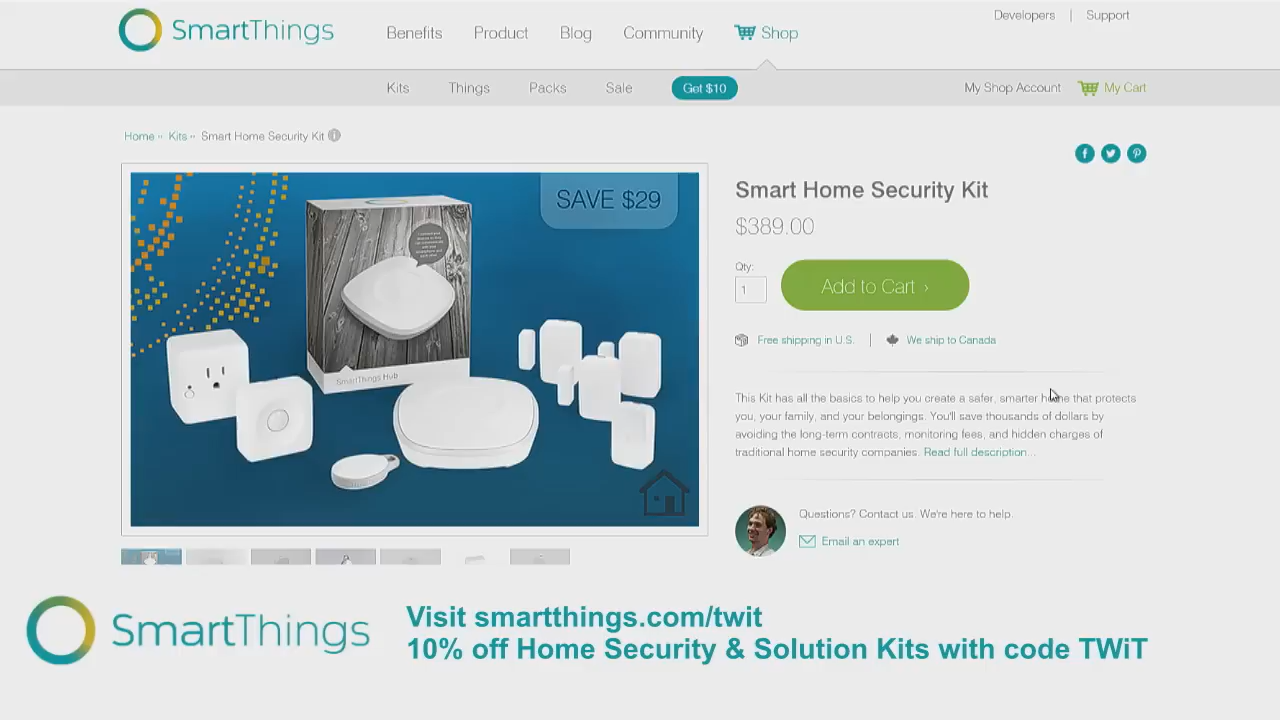 SmartThings
Benefits Product Blog Community Shop
Developers | Support
Kits Things Packs Sale Get $10 My Shop Account My Cart
Home ›› Kits ›› Smart Home Security Kit
SAVE $29
SmartThings Hub
Smart Home Security Kit
$389.00
Qty:
1
Add to Cart ›
Free shipping in U.S. | We ship to Canada
This Kit has all the basics to help you create a safer, smarter home that protects
you, your family, and your belongings. You'll save thousands of dollars by
avoiding the long-term contracts, monitoring fees, and hidden charges of
traditional home security companies. Read full description...
Questions? Contact us. We're here to help.
Email an expert
SmartThings
Visit smartthings.com/twit
10% off Home Security & Solution Kits with code TWiT